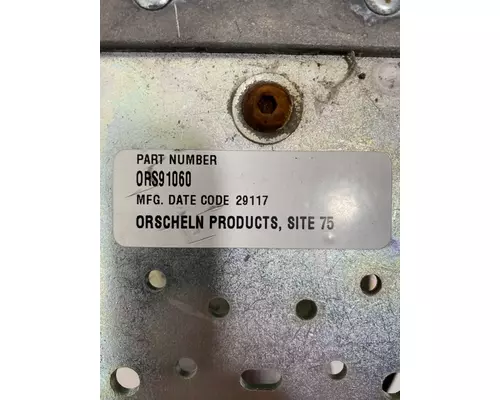 PART NUMBER
ORS91060
MFG. DATE CODE 29117
ORSCHELN PRODUCTS, SITE 75